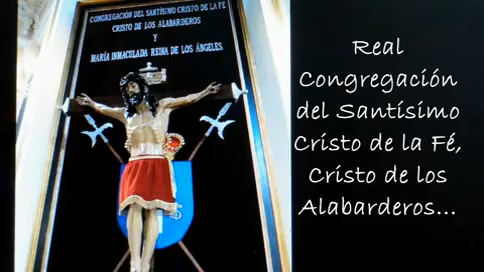 CONGREGACIÓN DEL SANTÍSIMO CRISTO DE LA FE
CRISTO DE LOS ALABARDEROS
Y
MARÍA INMACULADA REINA DE LOS ÁNGELES
Real
Congregación
del Santísimo
Cristo de la Fé,
Cristo de los
Alabarderos...